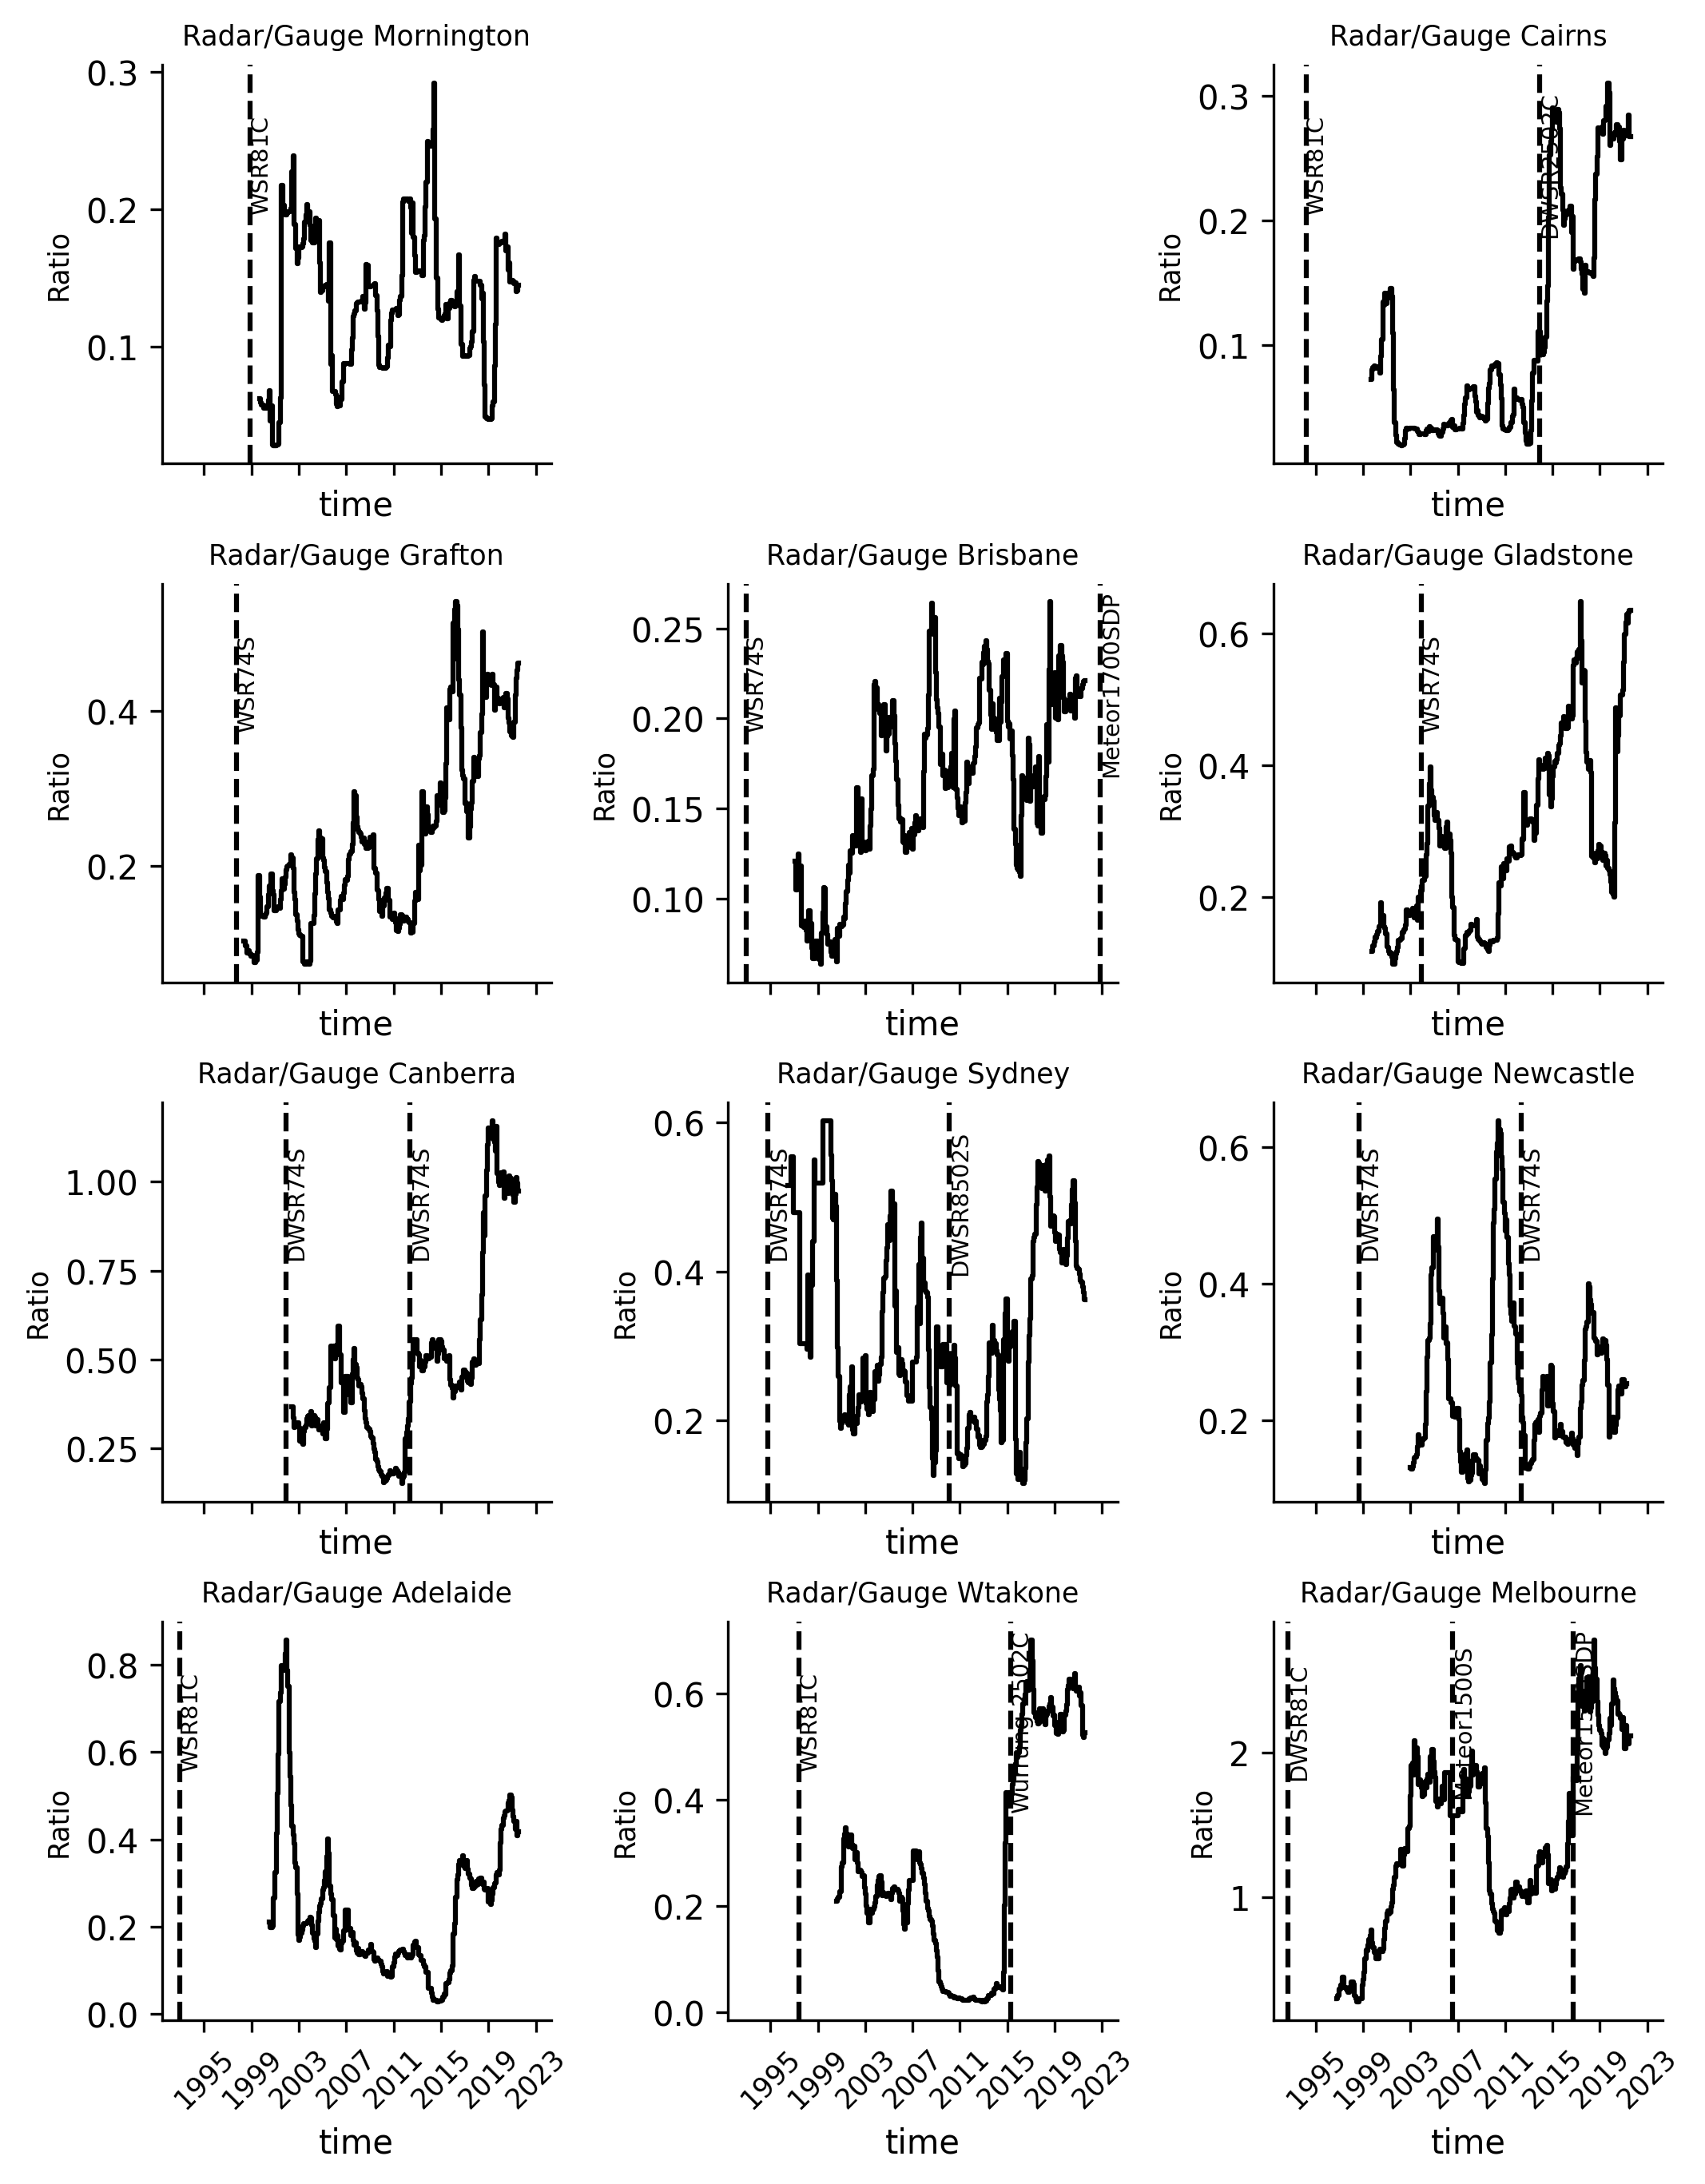 Radar/Gauge Mornington
Ratio
0.3
0.2
0.1
WSR81C
time
Radar/Gauge Cairns
Ratio
0.3
0.2
0.1
WSR81C
DWSR2502C
time
Radar/Gauge Grafton
Ratio
0.4
0.2
WSR74S
time
Radar/Gauge Brisbane
Ratio
0.25
0.20
0.15
0.10
WSR74S
Meteor1700SDP
time
Radar/Gauge Gladstone
Ratio
0.6
0.4
0.2
WSR74S
time
Radar/Gauge Canberra
Ratio
1.00
0.75
0.50
0.25
DWSR74S
DWSR74S
time
Radar/Gauge Sydney
Ratio
0.6
0.4
0.2
DWSR74S
DWSR8502S
time
Radar/Gauge Newcastle
Ratio
0.6
0.4
0.2
DWSR74S
DWSR74S
time
Radar/Gauge Adelaide
Ratio
0.8
0.6
0.4
0.2
0.0
WSR81C
1995
1999
2003
2007
2011
2015
2019
2023
time
Radar/Gauge Wtakone
Ratio
0.6
0.4
0.2
0.0
WSR81C
Wurrung 2502C
1995
1999
2003
2007
2011
2015
2019
2023
time
Radar/Gauge Melbourne
Ratio
2
1
DWSR81C
Meteor1500S
1995
1999
2003
2007
2011
2015
2019
2023
time